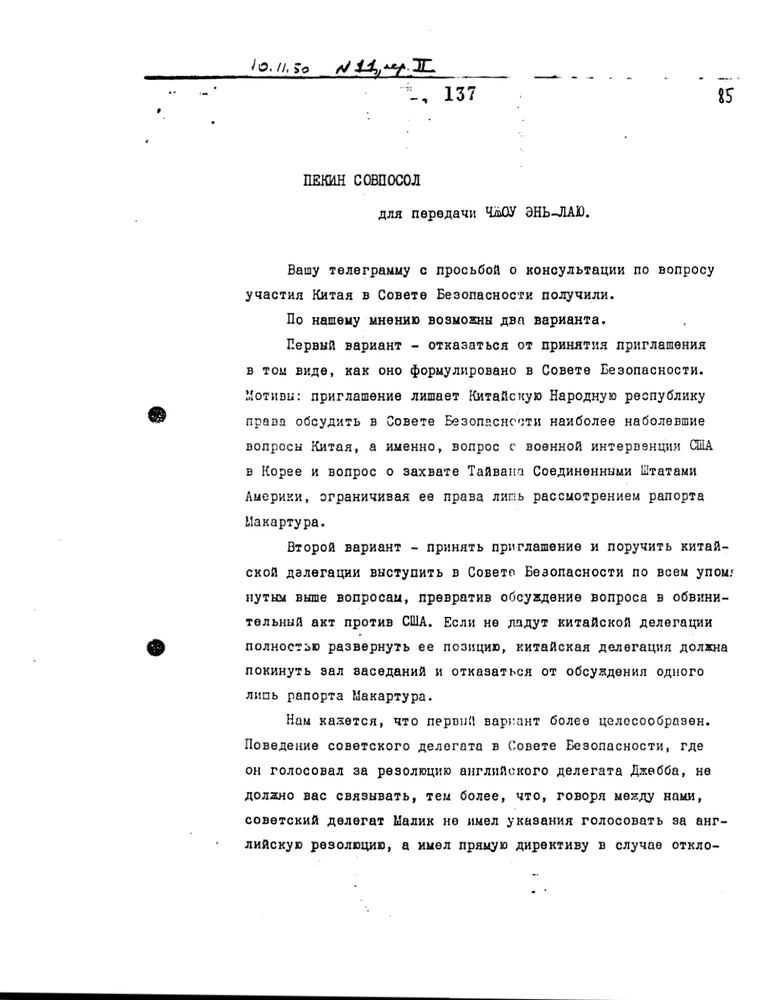 10.11.50 N 11, пер. II
137 85
ПЕКИН СОВПОСОЛ
для передачи ЧЖОУ ЭНЬ-ЛАЮ.
Вашу телеграмму с просьбой о консультации по вопросу
участия Китая в Совете Безопасности получили.
По нашему мнению возможны два варианта.
Первый вариант - отказаться от принятия приглашения
в том виде, как оно формулировано в Совете Безопасности.
Мотивы: приглашение лишает Китайскую Народную республику
права обсудить в Совете Безопасности наиболее наболевшие
вопросы Китая, а именно, вопрос о военной интервенции США
в Корее и вопрос о захвате Тайвана Соединенными Штатами
Америки, ограничивая ее права лишь рассмотрением рапорта
Макартура.
Второй вариант - принять приглашение и поручить китай-
ской делегации выступить в Совете Безопасности по всем упомя
нутым выше вопросам, превратив обсуждение вопроса в обвини-
тельный акт против США. Если не дадут китайской делегации
полностью развернуть ее позицию, китайская делегация должна
покинуть зал заседаний и отказаться от обсуждения одного
лишь рапорта Макартура.
Нам кажется, что первый вариант более целесообразен.
Поведение советского делегата в Совете Безопасности, где
он голосовал за резолюцию английского делегата Джебба, не
должно вас связывать, тем более, что, говоря между нами,
советский делегат Малик не имел указания голосовать за анг-
лийскую резолюцию, а имел прямую директиву в случае откло-